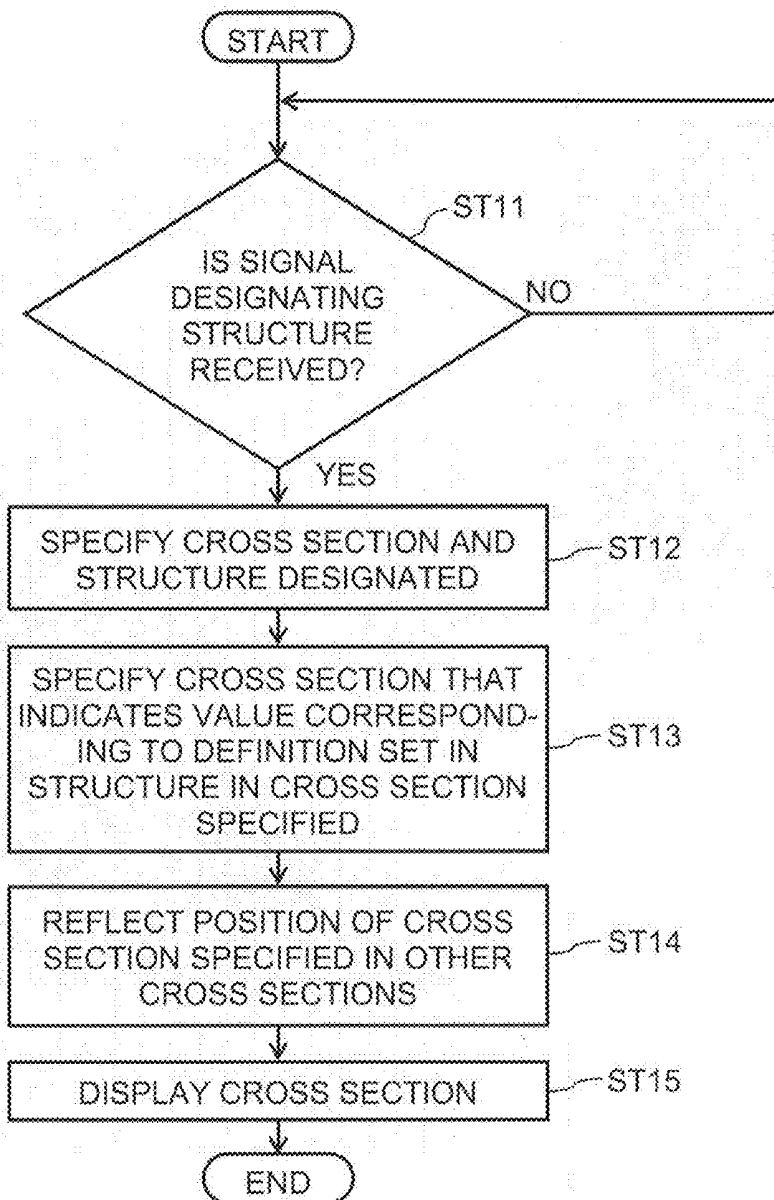 START
ST11
IS SIGNAL
DESIGNATING
STRUCTURE
RECEIVED?
NO
YES
SPECIFY CROSS SECTION AND
STRUCTURE DESIGNATED
ST12
SPECIFY CROSS SECTION THAT
INDICATES VALUE CORRESPOND-
ING TO DEFINITION SET IN
STRUCTURE IN CROSS SECTION
SPECIFIED
ST13
REFLECT POSITION OF CROSS
SECTION SPECIFIED IN OTHER
CROSS SECTIONS
ST14
DISPLAY CROSS SECTION
ST15
END